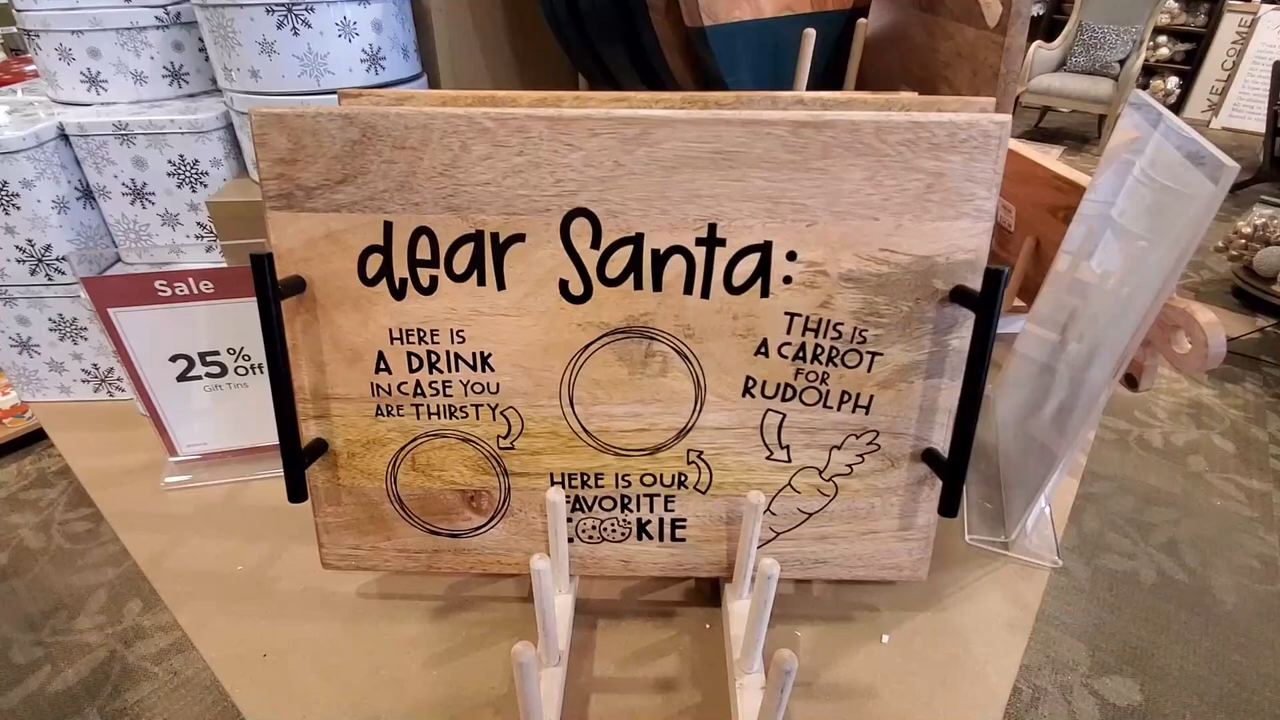 dear Santa:
HERE IS
A DRINK
IN CASE YOU
ARE THIRSTY
HERE IS OUR
FAVORITE
COOKIE
THIS IS
A CARROT
FOR
RUDOLPH
Sale
25% Off
Gift Tins
WELCOME